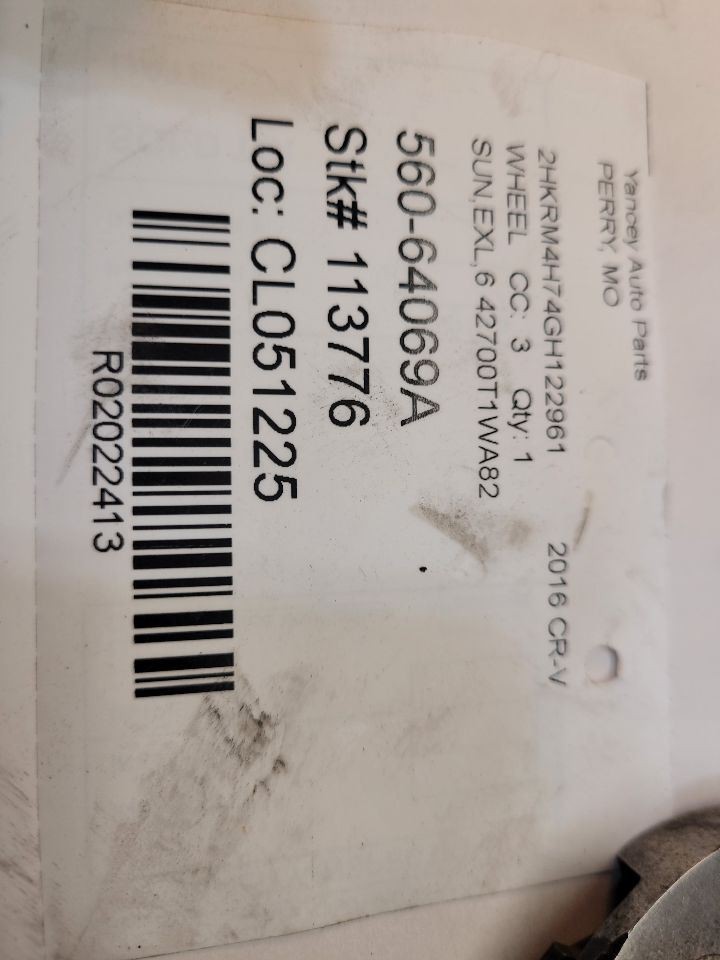 Yancey Auto Parts
PERRY, MO
2HKRM4H74GH122961 2016 CR-V
WHEEL CC: 3 Qty: 1
SUN,EXL,6 42700T1WA82
560-64069A
Stk# 113776
Loc: CL051225
R02022413